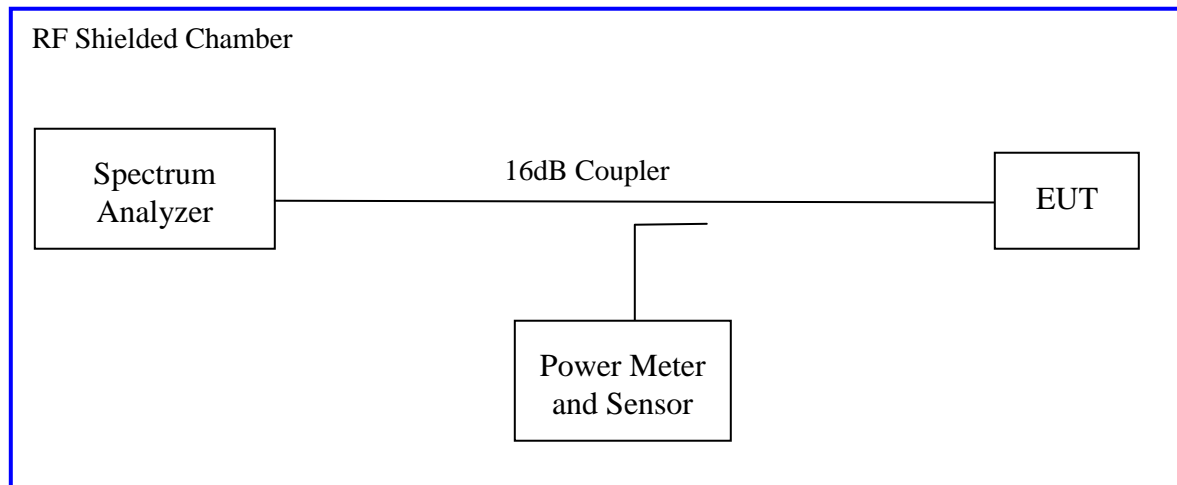 RF Shielded Chamber
Spectrum
Analyzer
16dB Coupler
EUT
Power Meter
and Sensor